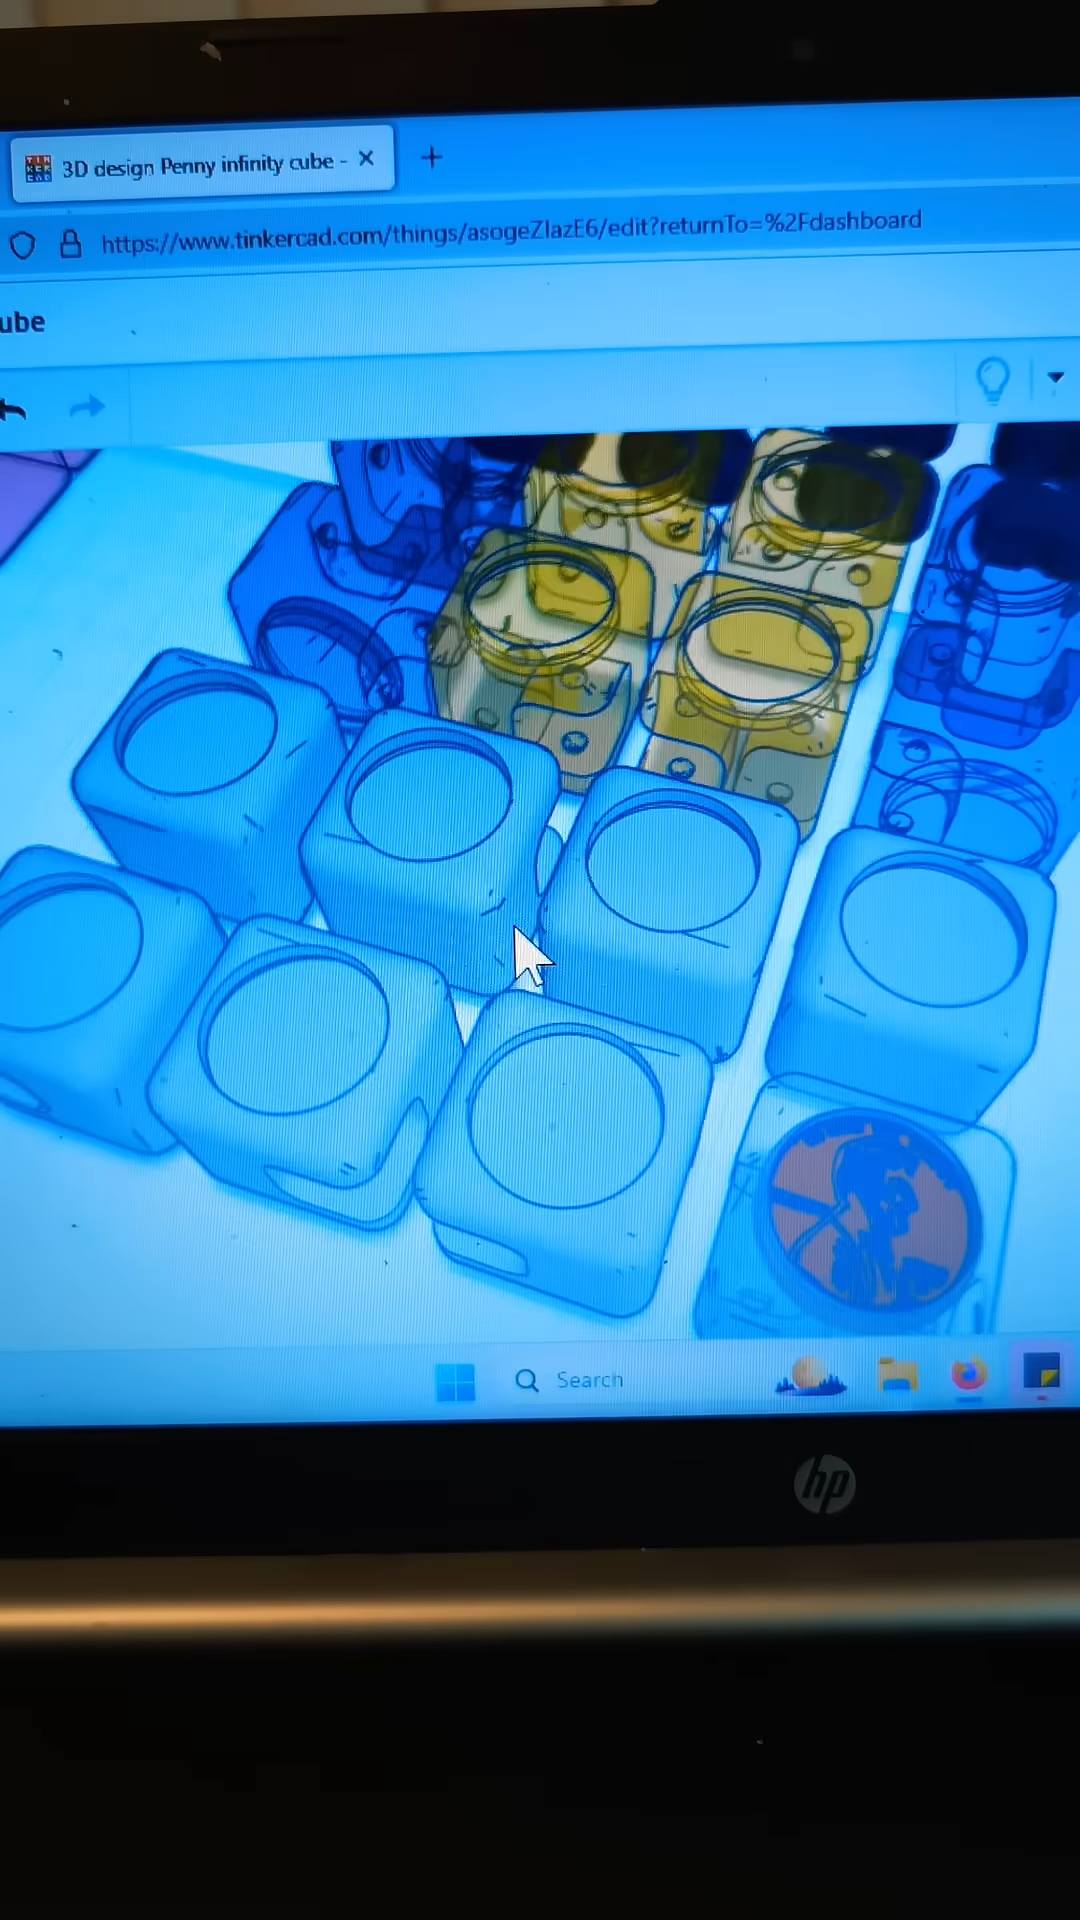 3D design Penny infinity cube -
https://www.tinkercad.com/things/asogeZlazE6/edit?returnTo=%2Fdashboard
ube
Search
hp